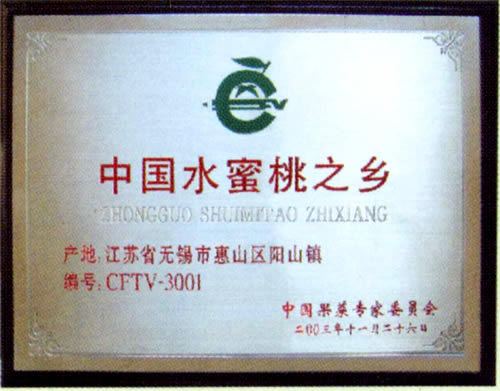 中国水蜜桃之乡
ZHONGGUO SHUIMITAO ZHIXIANG
产地:江苏省无锡市惠山区阳山镇
编号:CFTV-3001
中国果菜专家委员会
二00三年十一月二十六日